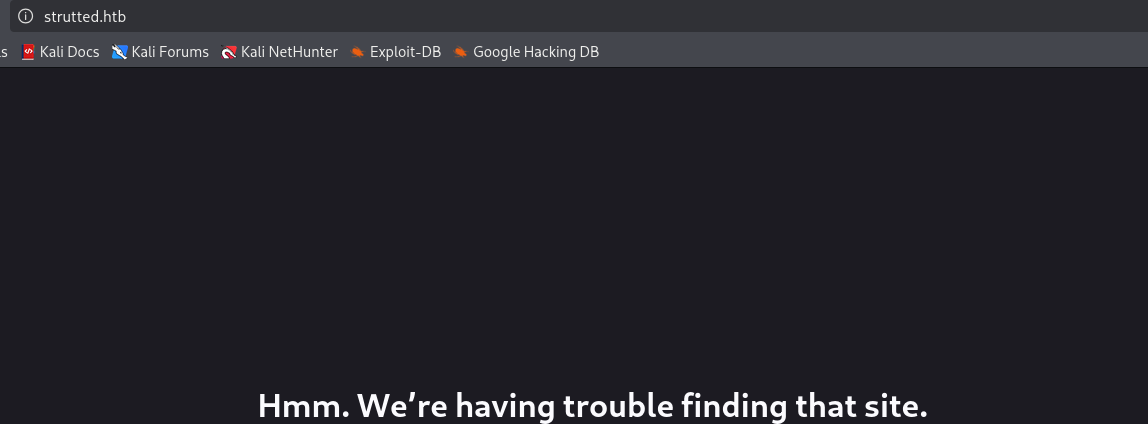 strutted.htb
Kali Docs Kali Forums Kali NetHunter Exploit-DB Google Hacking DB
Hmm. We’re having trouble finding that site.